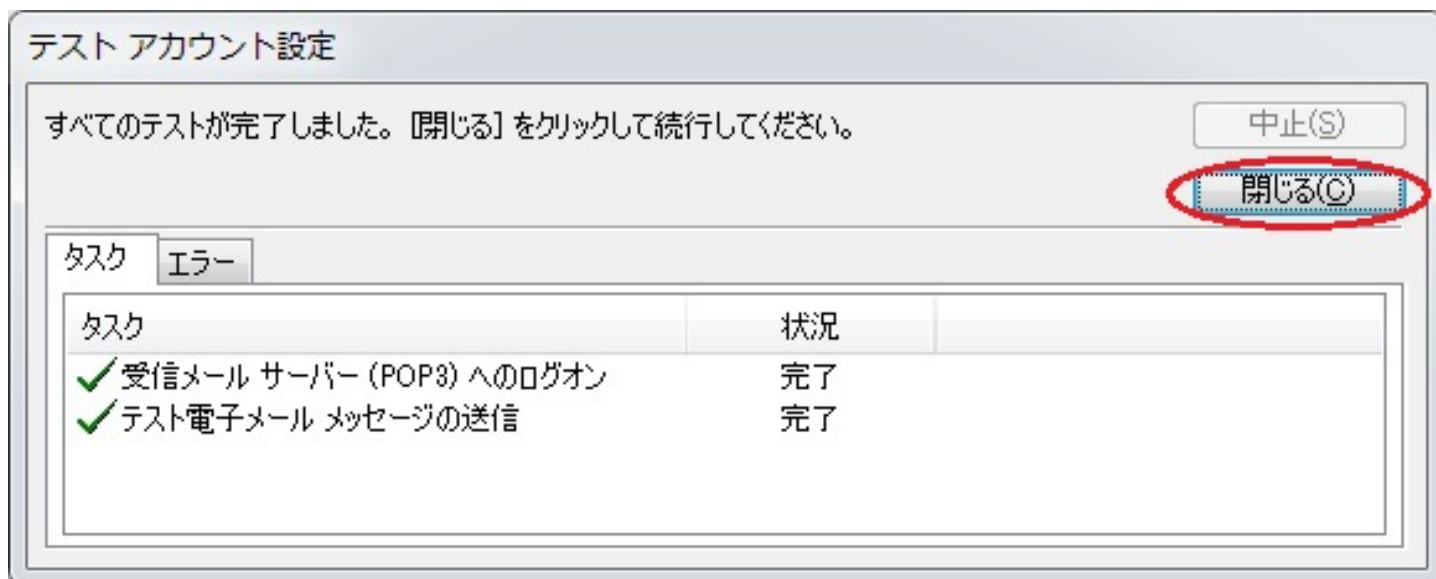 テスト アカウント設定
すべてのテストが完了しました。[閉じる] をクリックして続行してください。
中止(S)
閉じる(C)
タスク エラー
タスク 状況
受信メール サーバー (POP3) へのログオン 完了
テスト電子メール メッセージの送信 完了